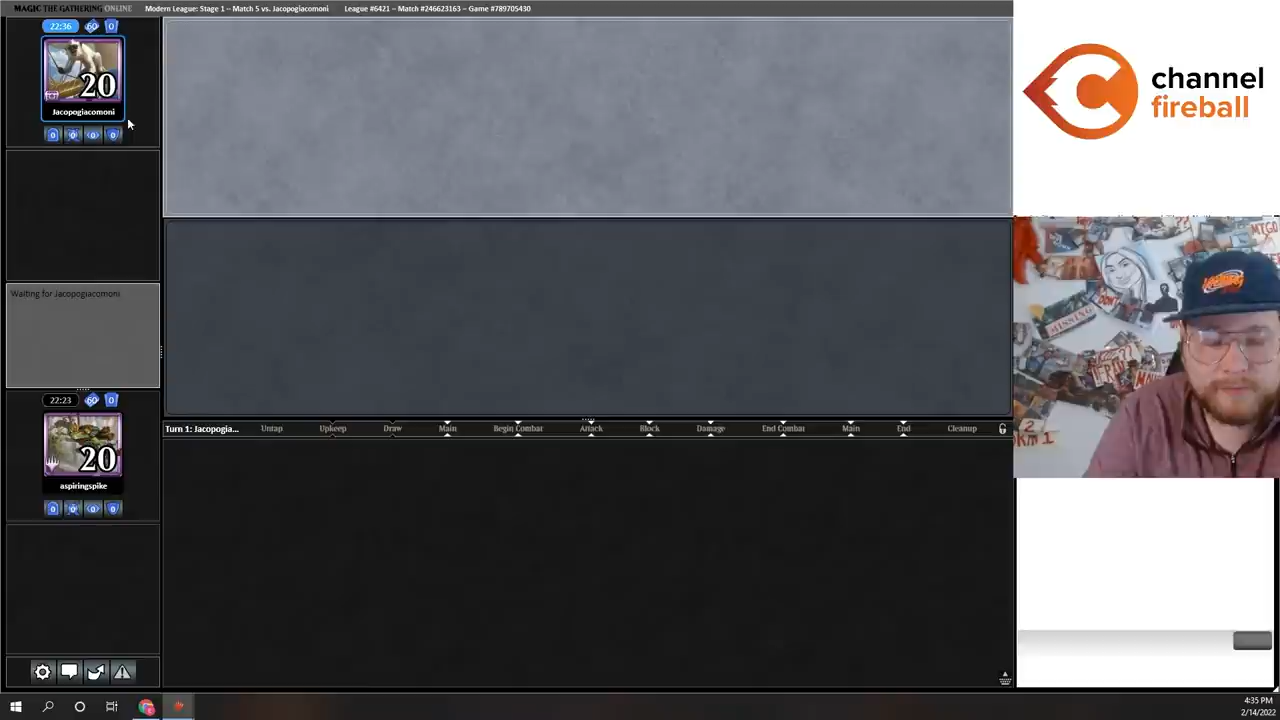 MAGIC THE GATHERING ONLINE
Modern League: Stage 1 -- Match 5 vs. Jacopogiacomoni
League #6421 -- Match #246623163 -- Game #789705430
22:36
60
0
20
Jacopogiacomoni
0
0
0
0
Waiting for Jacopogiacomoni
22:23
60
0
20
aspiringspike
0
0
0
0
Turn 1: Jacopogia...
Untap
Upkeep
Draw
Main
Begin Combat
Attack
Block
Damage
End Combat
Main
End
Cleanup
channel
fireball
MISSING
4:35 PM
2/14/2022